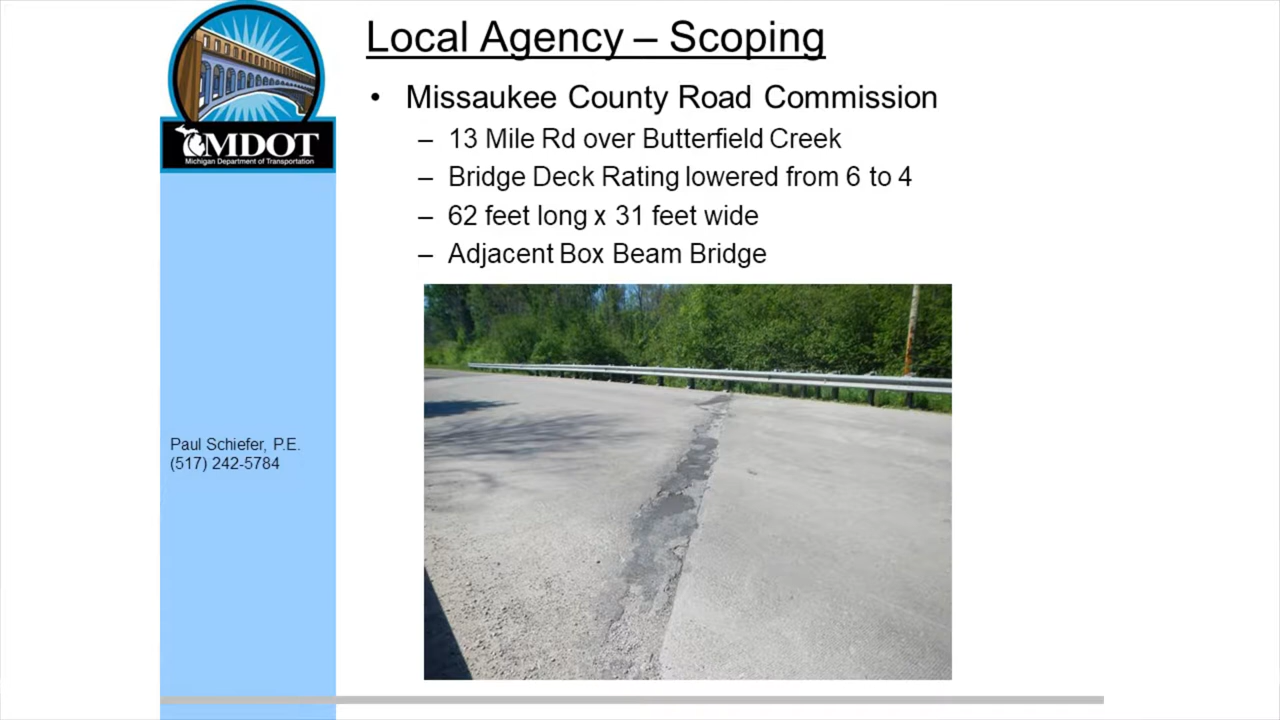 Local Agency – Scoping
• Missaukee County Road Commission
– 13 Mile Rd over Butterfield Creek
– Bridge Deck Rating lowered from 6 to 4
– 62 feet long x 31 feet wide
– Adjacent Box Beam Bridge
MDOT
Michigan Department of Transportation
Paul Schiefer, P.E.
(517) 242-5784